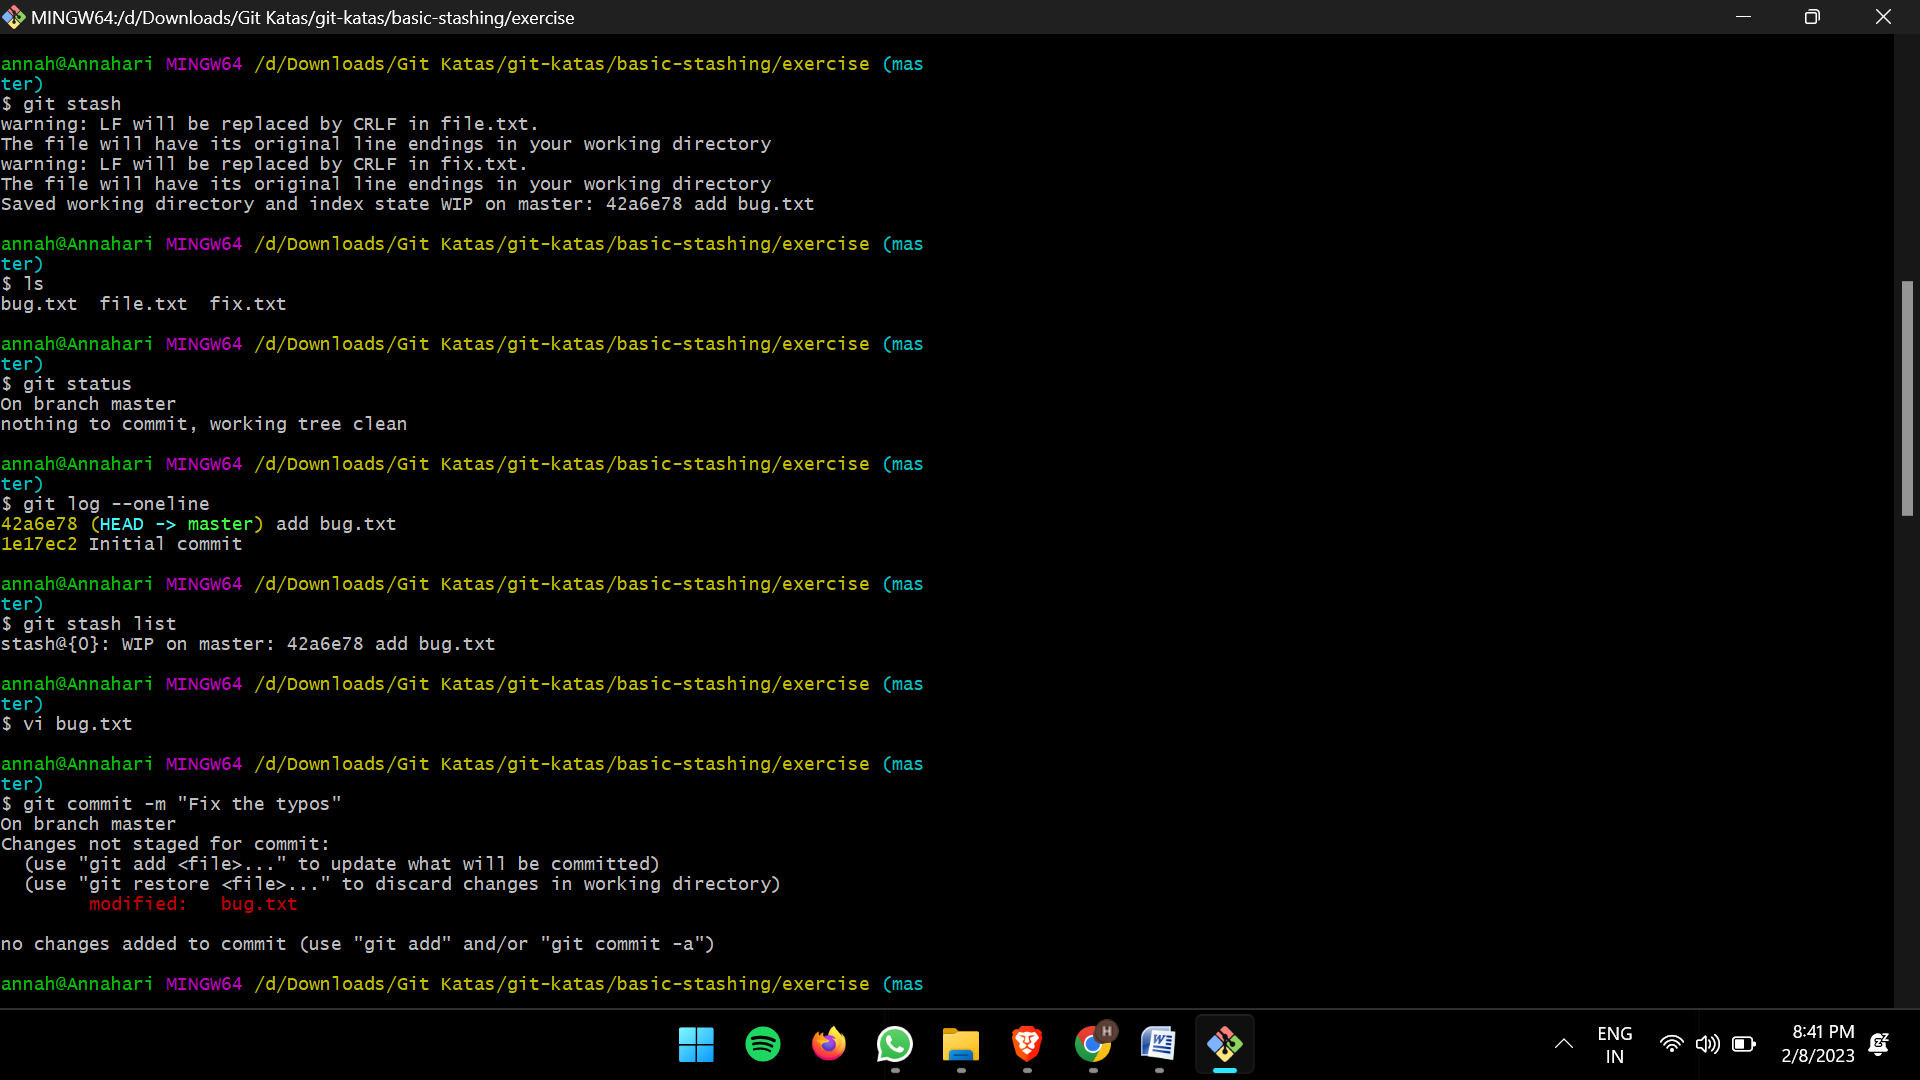 MINGW64:/d/Downloads/Git Katas/git-katas/basic-stashing/exercise
annah@Annahari MINGW64 /d/Downloads/Git Katas/git-katas/basic-stashing/exercise (mas
ter)
$ git stash
warning: LF will be replaced by CRLF in file.txt.
The file will have its original line endings in your working directory
warning: LF will be replaced by CRLF in fix.txt.
The file will have its original line endings in your working directory
Saved working directory and index state WIP on master: 42a6e78 add bug.txt
annah@Annahari MINGW64 /d/Downloads/Git Katas/git-katas/basic-stashing/exercise (mas
ter)
$ ls
bug.txt  file.txt  fix.txt
annah@Annahari MINGW64 /d/Downloads/Git Katas/git-katas/basic-stashing/exercise (mas
ter)
$ git status
On branch master
nothing to commit, working tree clean
annah@Annahari MINGW64 /d/Downloads/Git Katas/git-katas/basic-stashing/exercise (mas
ter)
$ git log --oneline
42a6e78 (HEAD -> master) add bug.txt
1e17ec2 Initial commit
annah@Annahari MINGW64 /d/Downloads/Git Katas/git-katas/basic-stashing/exercise (mas
ter)
$ git stash list
stash@{0}: WIP on master: 42a6e78 add bug.txt
annah@Annahari MINGW64 /d/Downloads/Git Katas/git-katas/basic-stashing/exercise (mas
ter)
$ vi bug.txt
annah@Annahari MINGW64 /d/Downloads/Git Katas/git-katas/basic-stashing/exercise (mas
ter)
$ git commit -m "Fix the typos"
On branch master
Changes not staged for commit:
  (use "git add <file>..." to update what will be committed)
  (use "git restore <file>..." to discard changes in working directory)
        modified:   bug.txt
no changes added to commit (use "git add" and/or "git commit -a")
annah@Annahari MINGW64 /d/Downloads/Git Katas/git-katas/basic-stashing/exercise (mas
H
W
ENG
IN
8:41 PM
2/8/2023